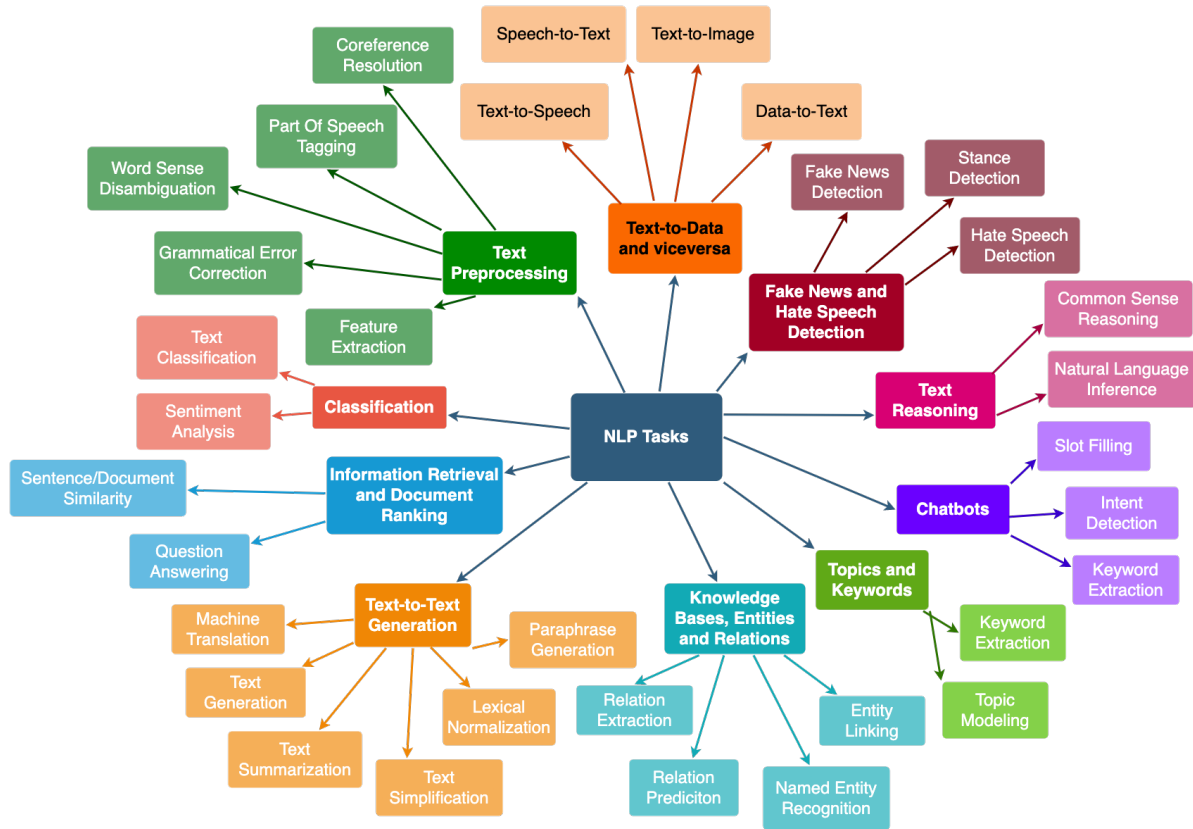 Speech-to-Text
Text-to-Image
Coreference
Resolution
Text-to-Speech
Data-to-Text
Part Of Speech
Tagging
Word Sense
Disambiguation
Fake News
Detection
Stance
Detection
Hate Speech
Detection
Text-to-Data
and viceversa
Text
Preprocessing
Grammatical Error
Correction
Feature
Extraction
Fake News and
Hate Speech
Detection
Common Sense
Reasoning
Natural Language
Inference
Text
Reasoning
Text
Classification
Sentiment
Analysis
Classification
NLP Tasks
Slot Filling
Intent
Detection
Keyword
Extraction
Chatbots
Sentence/Document
Similarity
Information Retrieval
and Document
Ranking
Question
Answering
Topics and
Keywords
Keyword
Extraction
Topic
Modeling
Text-to-Text
Generation
Machine
Translation
Text
Generation
Text
Summarization
Text
Simplification
Lexical
Normalization
Paraphrase
Generation
Knowledge
Bases, Entities
and Relations
Relation
Extraction
Relation
Prediciton
Named Entity
Recognition
Entity
Linking